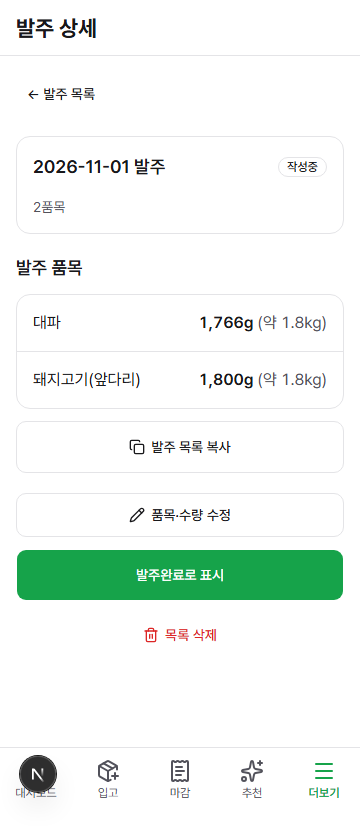 발주 상세
← 발주 목록
2026-11-01 발주
작성중
2품목
발주 품목
대파 1,766g (약 1.8kg)
돼지고기(앞다리) 1,800g (약 1.8kg)
발주 목록 복사
품목·수량 수정
발주완료로 표시
목록 삭제
N
입고 마감 추천 더보기